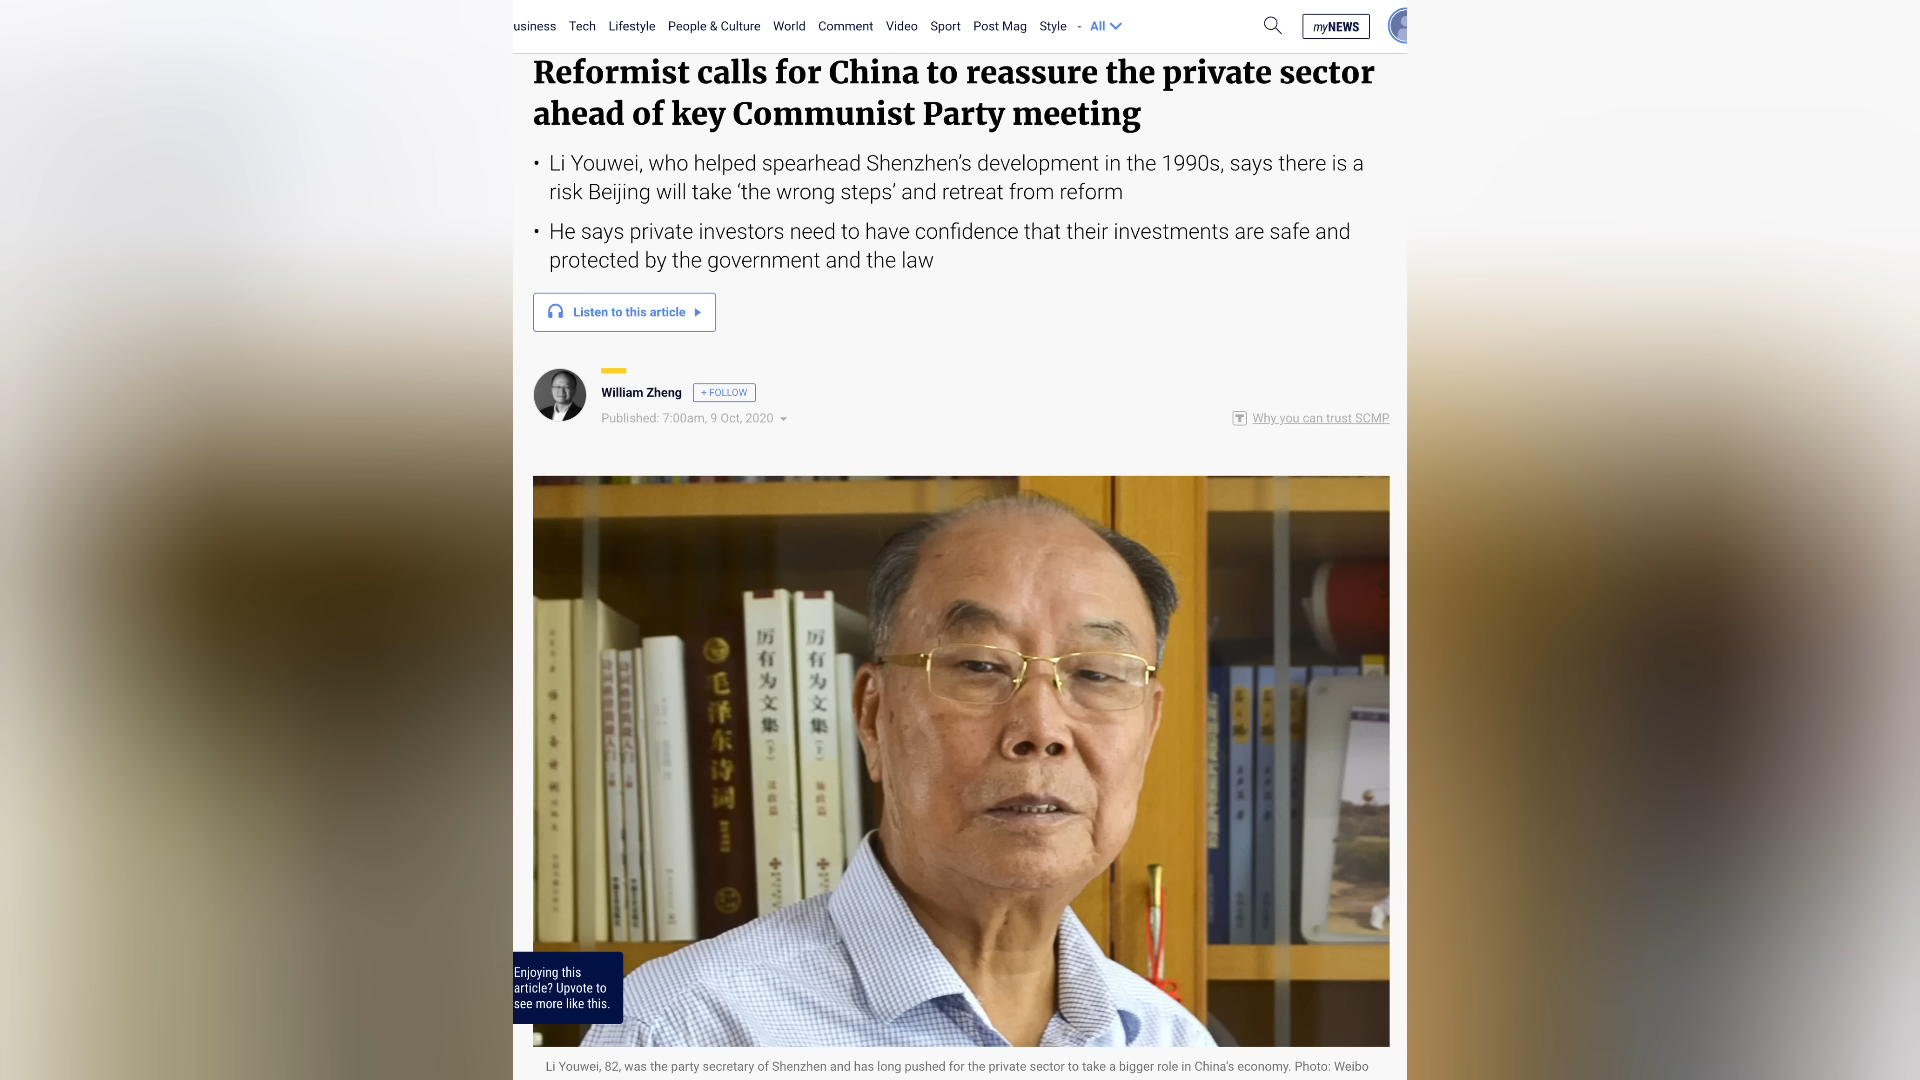 usiness Tech Lifestyle People & Culture World Comment Video Sport Post Mag Style - All
myNEWS
Reformist calls for China to reassure the private sector
ahead of key Communist Party meeting
• Li Youwei, who helped spearhead Shenzhen’s development in the 1990s, says there is a
risk Beijing will take ‘the wrong steps’ and retreat from reform
• He says private investors need to have confidence that their investments are safe and
protected by the government and the law
Listen to this article
William Zheng + FOLLOW
Published: 7:00am, 9 Oct, 2020
T Why you can trust SCMP
毛泽东诗词
厉有为文集(下)
厉有为文集(上)
Enjoying this
article? Upvote to
see more like this.
Li Youwei, 82, was the party secretary of Shenzhen and has long pushed for the private sector to take a bigger role in China’s economy. Photo: Weibo